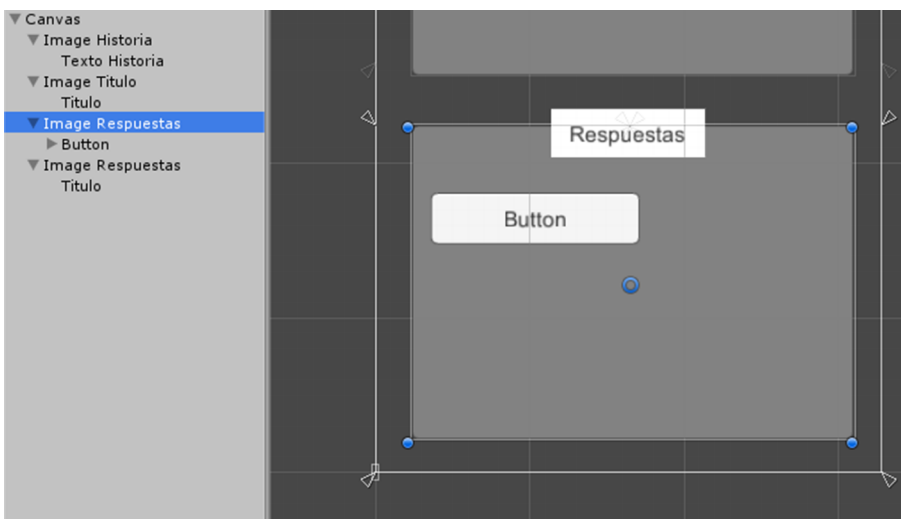 Canvas
Image Historia
Texto Historia
Image Titulo
Titulo
Image Respuestas
Button
Image Respuestas
Titulo
Respuestas
Button